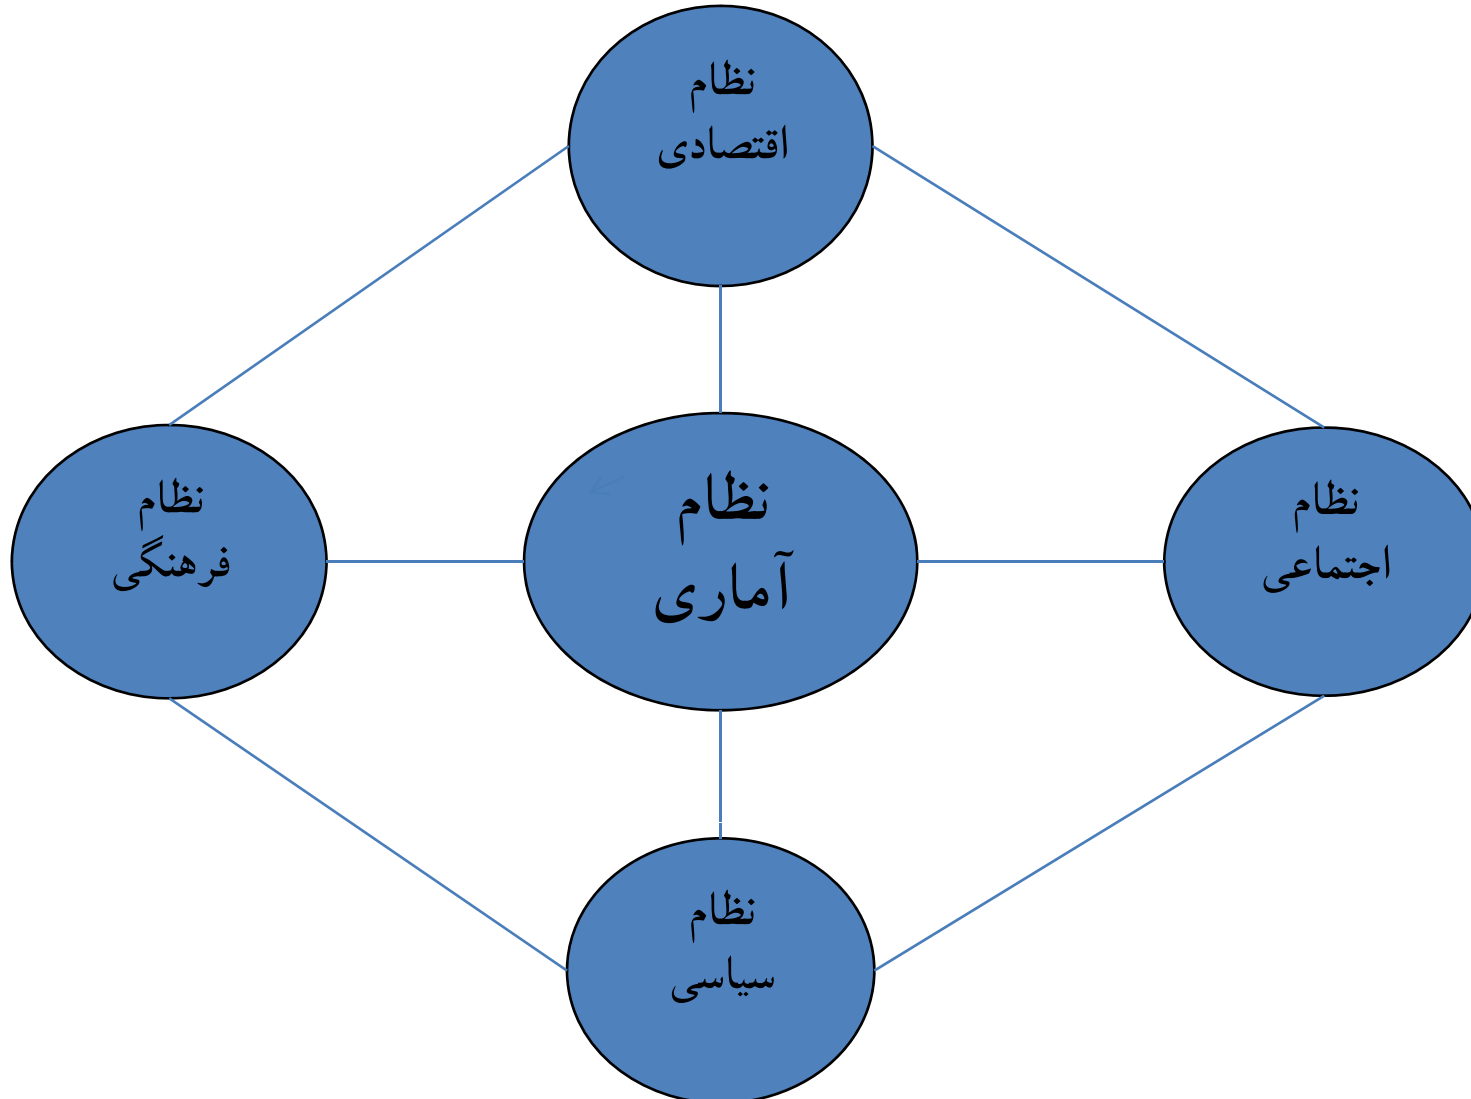 نظام
اقتصادی
نظام
اجتماعی
نظام
آماری
نظام
فرهنگی
نظام
سیاسی